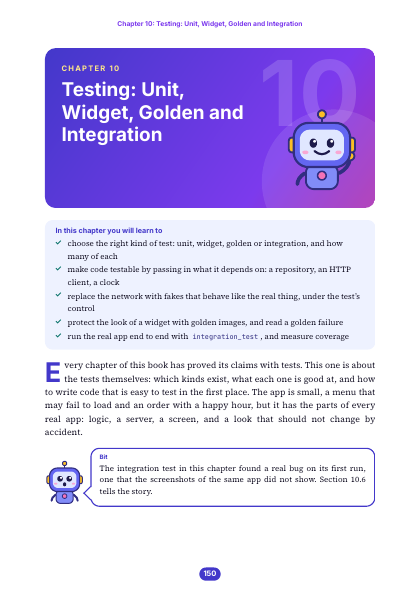 Chapter 10: Testing: Unit, Widget, Golden and Integration
10
CHAPTER 10
Testing: Unit,
Widget, Golden and
Integration
In this chapter you will learn to
✓ choose the right kind of test: unit, widget, golden or integration, and how
many of each
✓ make code testable by passing in what it depends on: a repository, an HTTP
client, a clock
✓ replace the network with fakes that behave like the real thing, under the test's
control
✓ protect the look of a widget with golden images, and read a golden failure
✓ run the real app end to end with integration_test, and measure coverage
Every chapter of this book has proved its claims with tests. This one is about
the tests themselves: which kinds exist, what each one is good at, and how
to write code that is easy to test in the first place. The app is small, a menu that
may fail to load and an order with a happy hour, but it has the parts of every
real app: logic, a server, a screen, and a look that should not change by
accident.
Bit
The integration test in this chapter found a real bug on its first run,
one that the screenshots of the same app did not show. Section 10.6
tells the story.
150